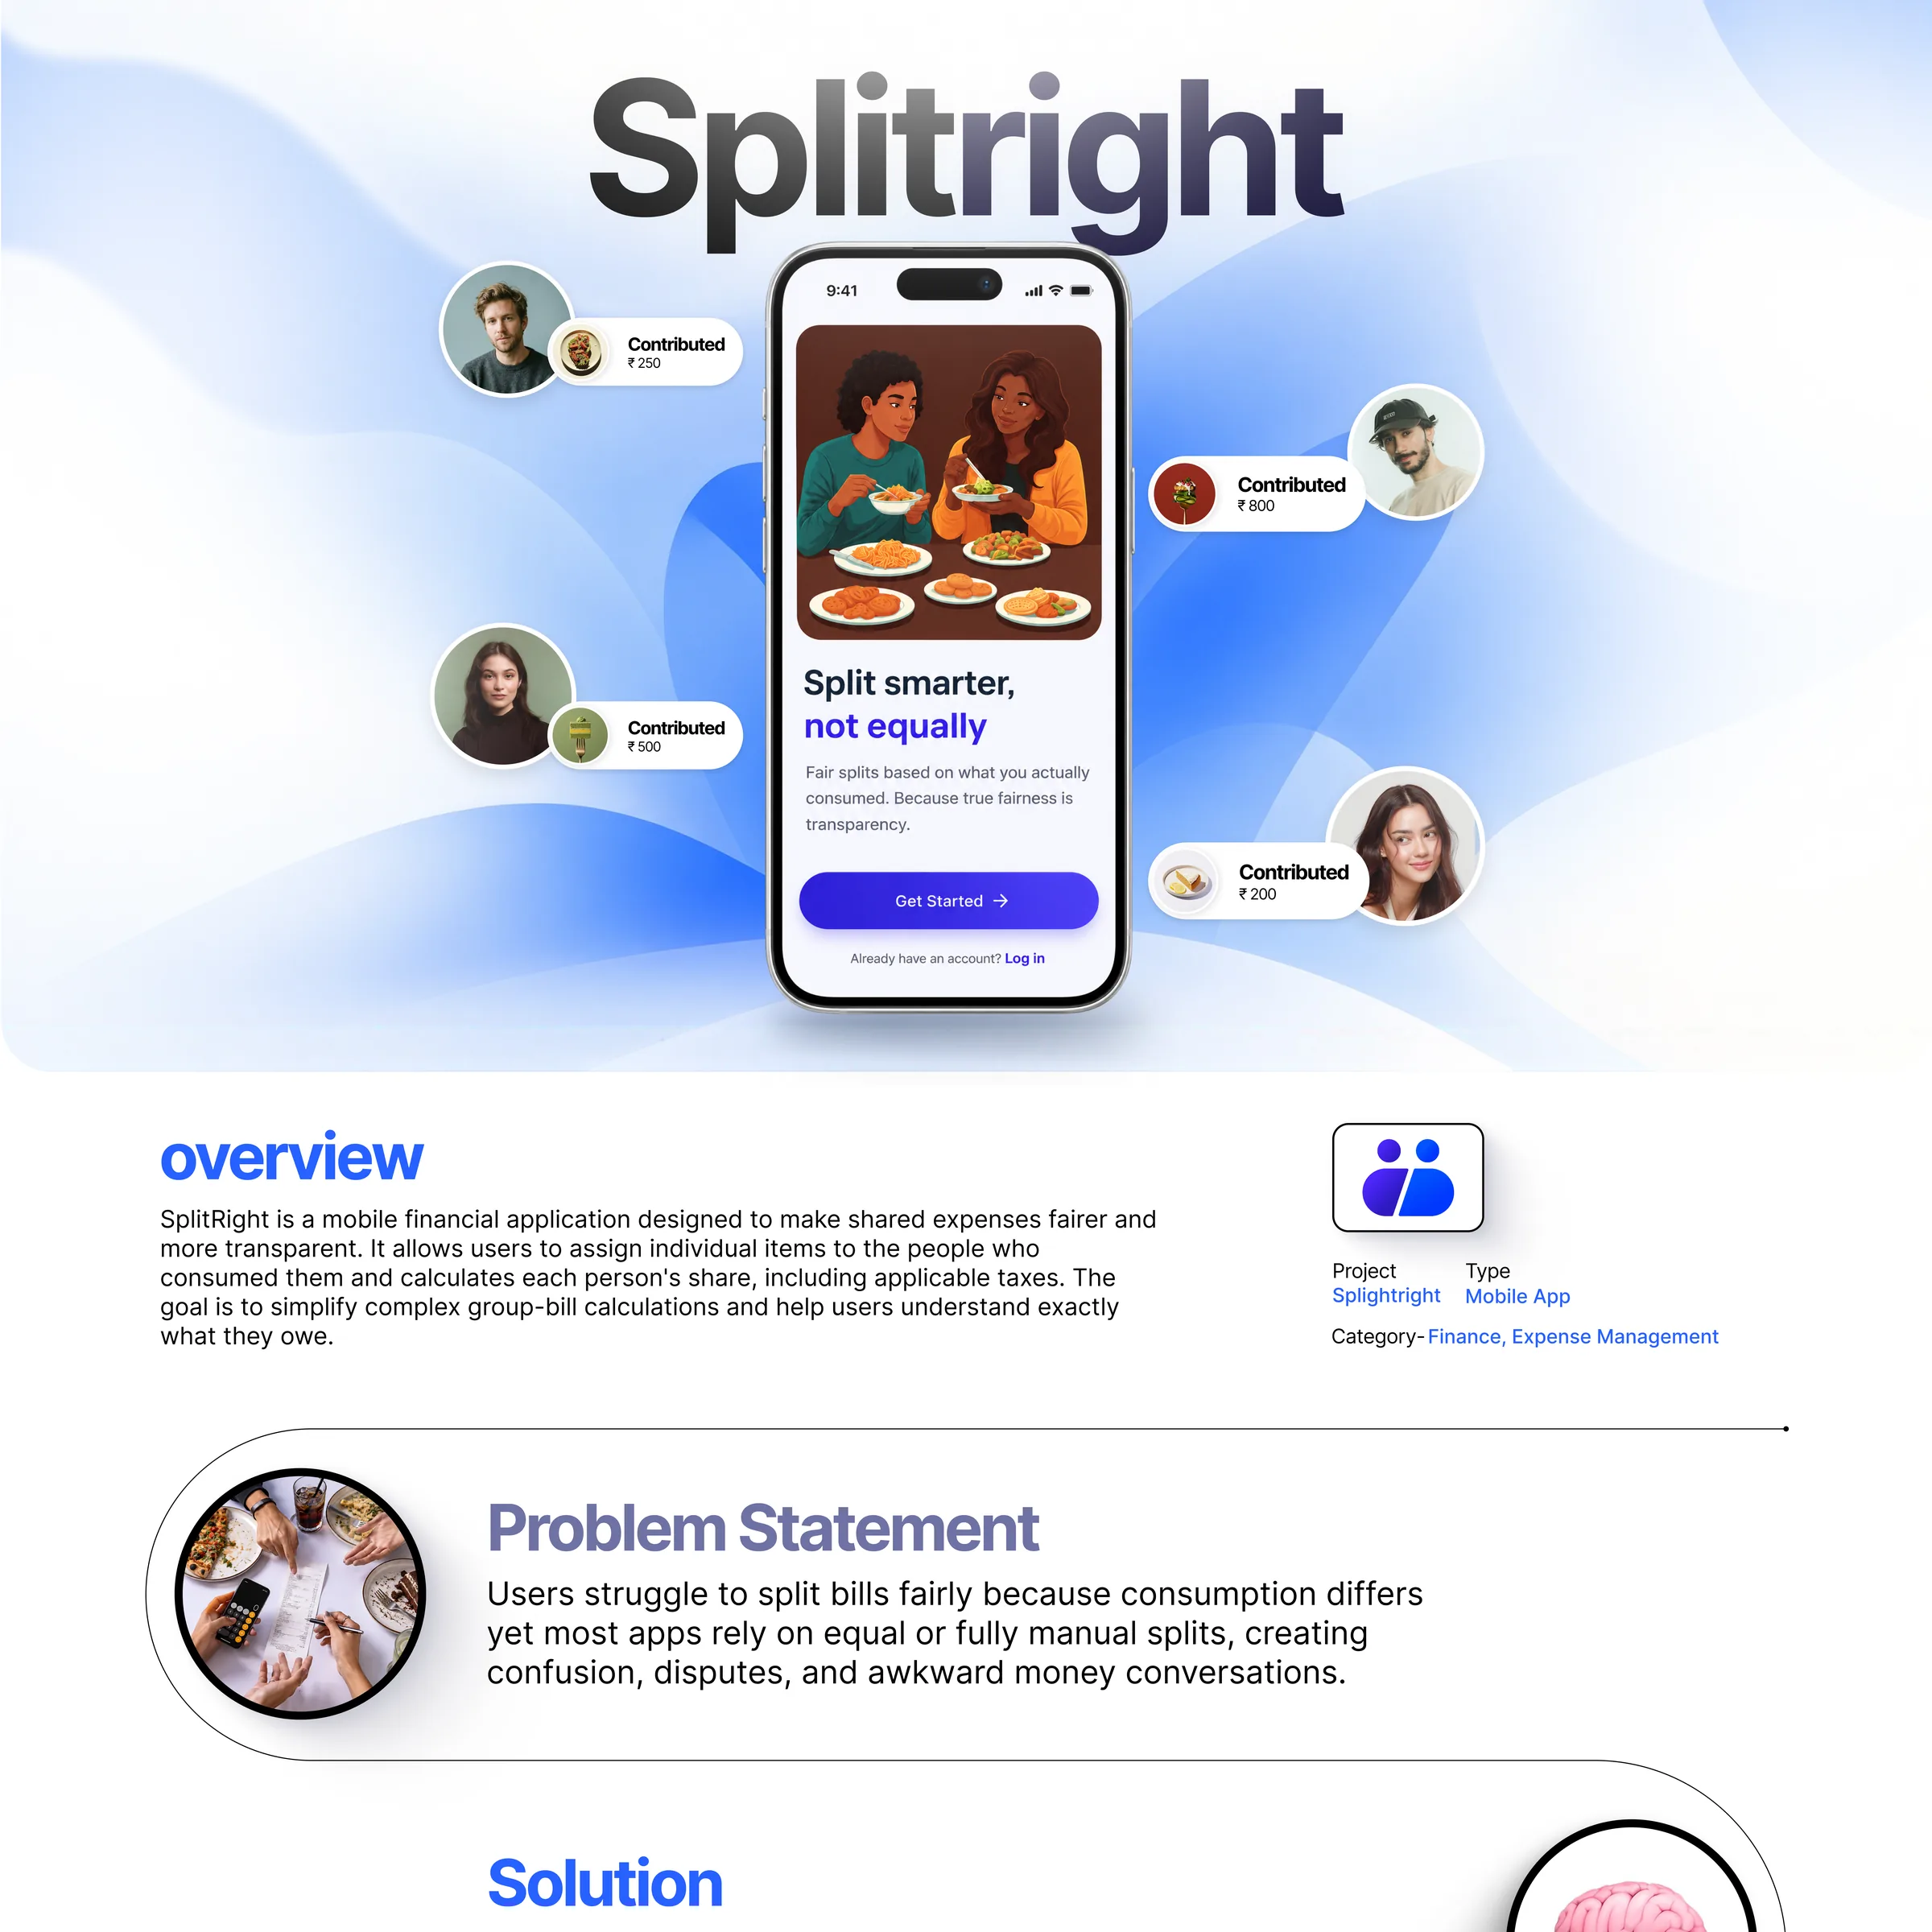 Splitright
9:41
Contributed
₹ 250
Contributed
₹ 800
Contributed
₹ 500
Contributed
₹ 200
Split smarter,
not equally
Fair splits based on what you actually
consumed. Because true fairness is
transparency.
Get Started →
Already have an account? Log in
overview
SplitRight is a mobile financial application designed to make shared expenses fairer and
more transparent. It allows users to assign individual items to the people who
consumed them and calculates each person's share, including applicable taxes. The
goal is to simplify complex group-bill calculations and help users understand exactly
what they owe.
Project
Splightright
Type
Mobile App
Category- Finance, Expense Management
Problem Statement
Users struggle to split bills fairly because consumption differs
yet most apps rely on equal or fully manual splits, creating
confusion, disputes, and awkward money conversations.
Solution